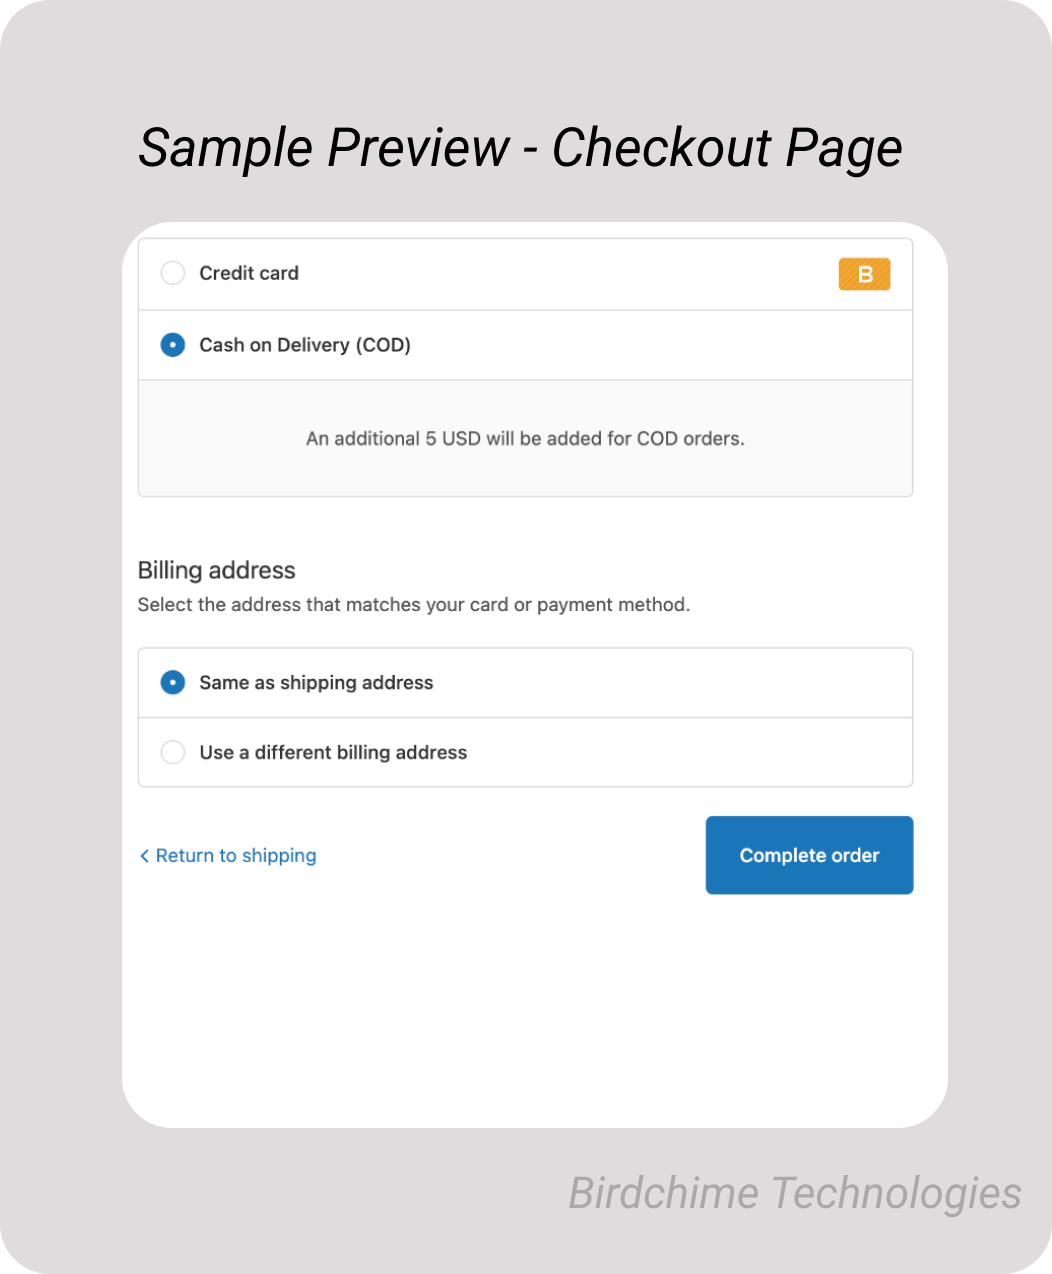 Sample Preview - Checkout Page
Credit card
B
Cash on Delivery (COD)
An additional 5 USD will be added for COD orders.
Billing address
Select the address that matches your card or payment method.
Same as shipping address
Use a different billing address
Return to shipping
Complete order
Birdchime Technologies